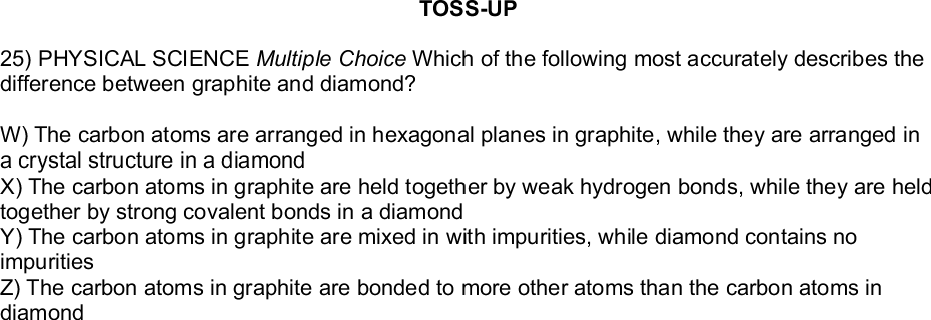 TOSS-UP
25) PHYSICAL SCIENCE Multiple Choice Which of the following most accurately describes the
difference between graphite and diamond?
W) The carbon atoms are arranged in hexagonal planes in graphite, while they are arranged in
a crystal structure in a diamond
X) The carbon atoms in graphite are held together by weak hydrogen bonds, while they are held
together by strong covalent bonds in a diamond
Y) The carbon atoms in graphite are mixed in with impurities, while diamond contains no
impurities
Z) The carbon atoms in graphite are bonded to more other atoms than the carbon atoms in
diamond